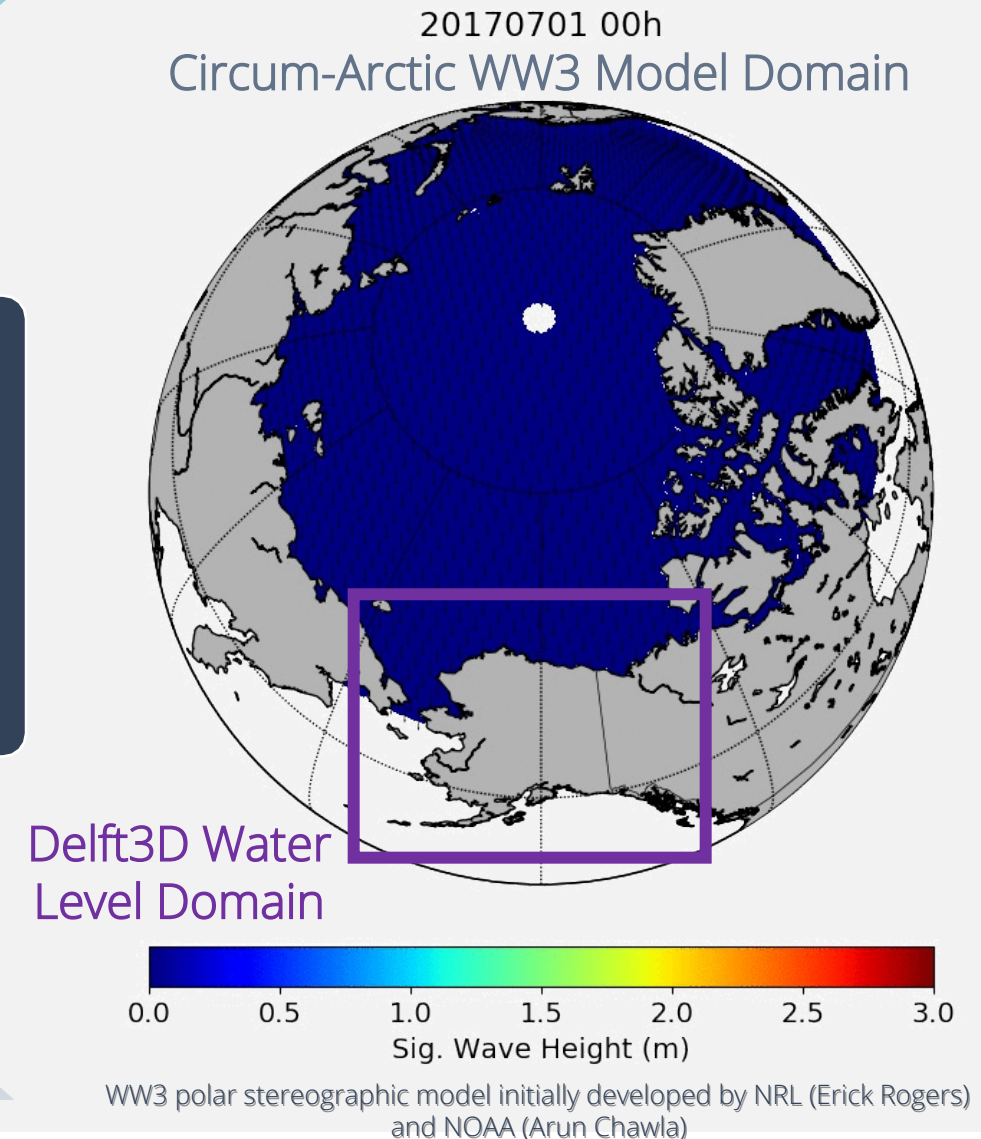 20170701 00h
Circum-Arctic WW3 Model Domain
Delft3D Water
Level Domain
0.0 0.5 1.0 1.5 2.0 2.5 3.0
Sig. Wave Height (m)
WW3 polar stereographic model initially developed by NRL (Erick Rogers)
and NOAA (Arun Chawla)